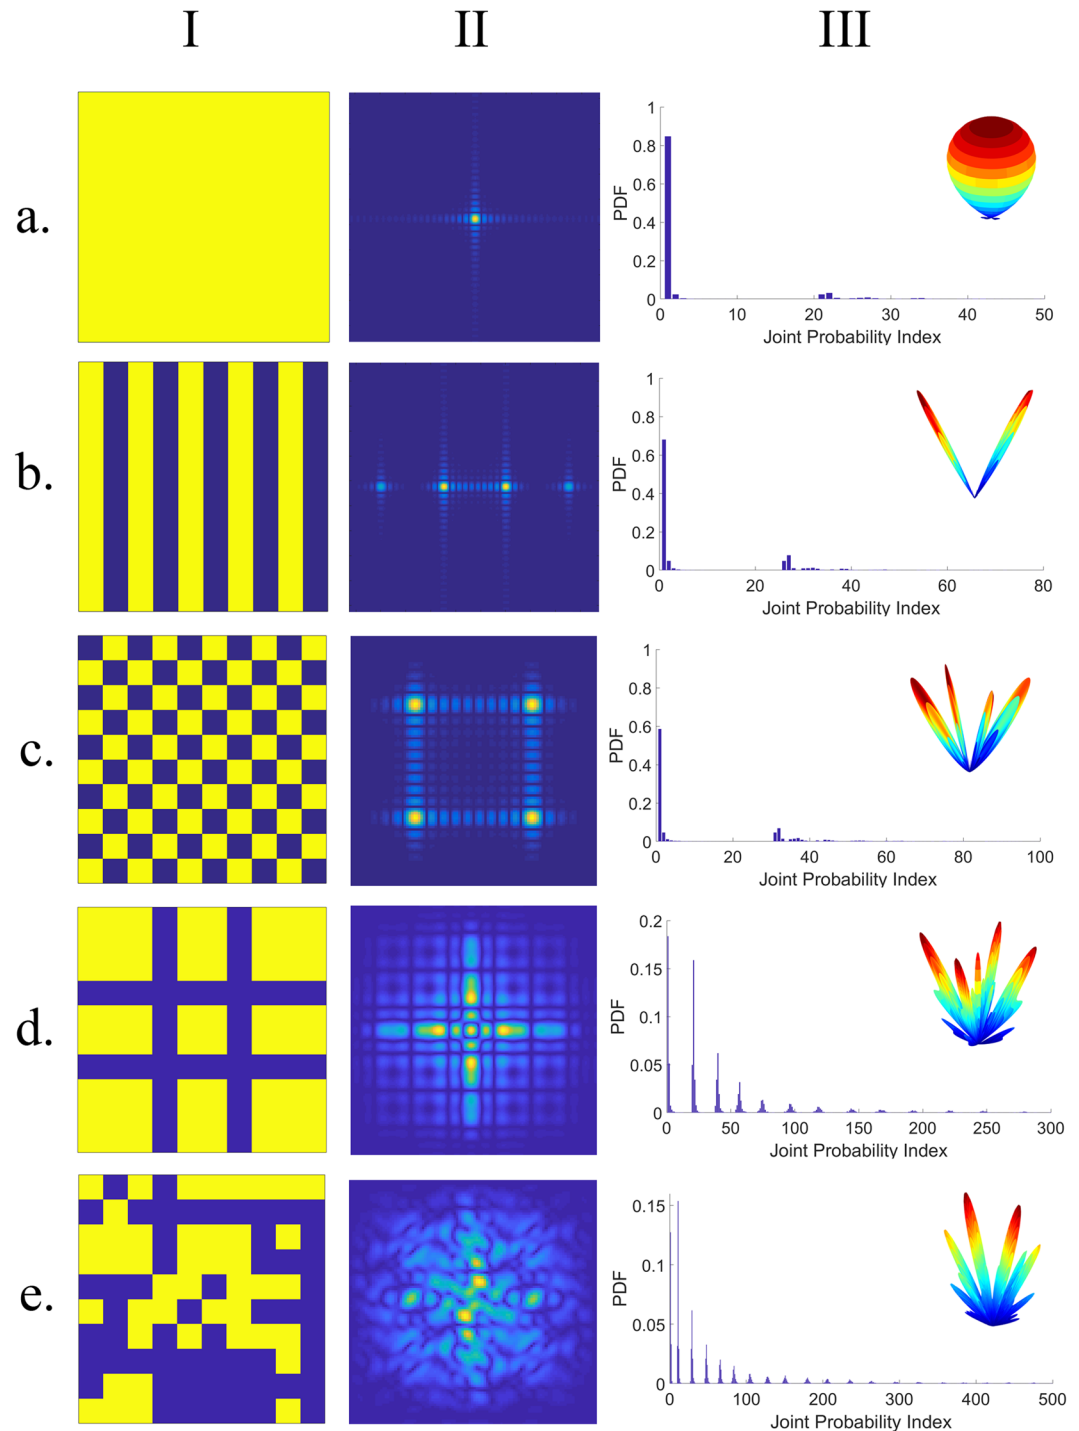 I II III
a.
1
0.8
0.6
0.4
0.2
0
PDF
0 10 20 30 40 50
Joint Probability Index
b.
1
0.8
0.6
0.4
0.2
0
PDF
0 20 40 60 80
Joint Probability Index
c.
1
0.8
0.6
0.4
0.2
0
PDF
0 20 40 60 80 100
Joint Probability Index
d.
0.2
0.15
0.1
0.05
0
PDF
0 50 100 150 200 250 300
Joint Probability Index
e.
0.15
0.1
0.05
0
PDF
0 100 200 300 400 500
Joint Probability Index